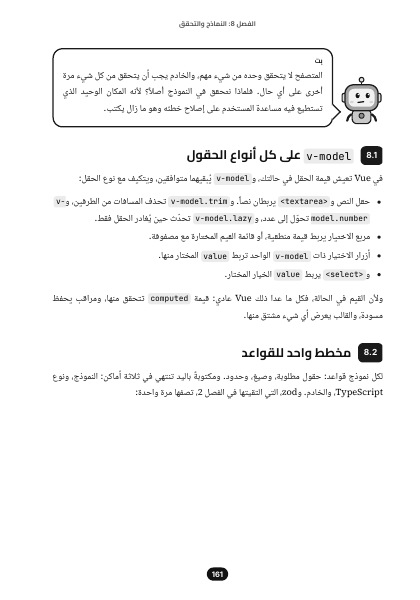 الفصل 8: النماذج والتحقق
بِت
المتصفح لا يتحقق وحده من شيء مهم، والخادم يجب أن يتحقق من كل شيء مرة
أخرى على أي حال. فلماذا نتحقق في النموذج أصلاً؟ لأنه المكان الوحيد الذي
تستطيع فيه مساعدة المستخدم على إصلاح خطئه وهو ما زال يكتب.
8.1 v-model على كل أنواع الحقول
في Vue تعيش قيمة الحقل في حالتك، و v-model يُبقيهما متوافقين، ويتكيف مع نوع الحقل:
• حقل النص و <textarea> يربطان نصاً. و v-model.trim تحذف المسافات من الطرفين، و v-
model.number تحوّل إلى عدد، و v-model.lazy تحدّث حين يُغادر الحقل فقط.
• مربع الاختيار يربط قيمة منطقية، أو قائمة القيم المختارة مع مصفوفة.
• أزرار الاختيار ذات v-model الواحد تربط value المختار منها.
• و <select> يربط value الخيار المختار.
ولأن القيم في الحالة، فكل ما عدا ذلك Vue عادي: قيمة computed تتحقق منها، ومراقب يحفظ
مسودة، والقالب يعرض أي شيء مشتق منها.
8.2 مخطط واحد للقواعد
لكل نموذج قواعد: حقول مطلوبة، وصيغ، وحدود. ومكتوبةً باليد تنتهي في ثلاثة أماكن: النموذج، ونوع
TypeScript، والخادم. وzod، التي التقيتها في الفصل 2، تصفها مرة واحدة:
161